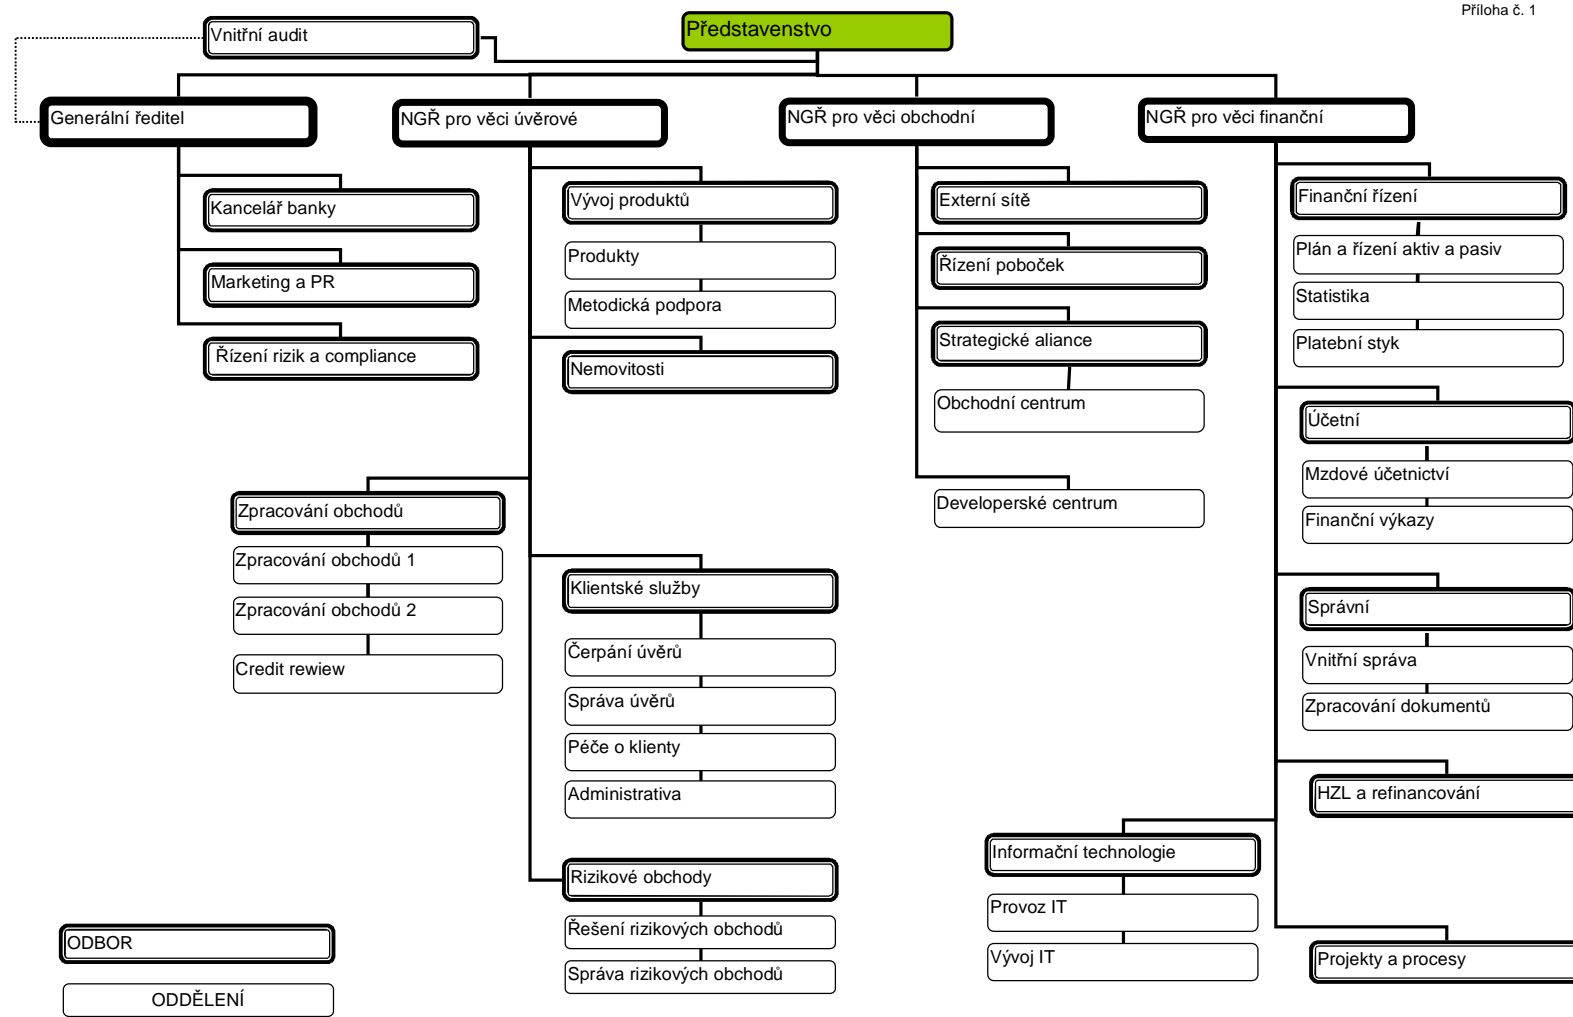 Příloha č. 1
Vnitřní audit
Představenstvo
Generální ředitel
NGŘ pro věci úvěrové
NGŘ pro věci obchodní
NGŘ pro věci finanční
Kancelář banky
Marketing a PR
Řízení rizik a compliance
Vývoj produktů
Produkty
Metodická podpora
Nemovitosti
Zpracování obchodů
Zpracování obchodů 1
Zpracování obchodů 2
Credit rewiew
Klientské služby
Čerpání úvěrů
Správa úvěrů
Péče o klienty
Administrativa
Rizikové obchody
Řešení rizikových obchodů
Správa rizikových obchodů
Externí sítě
Řízení poboček
Strategické aliance
Obchodní centrum
Developerské centrum
Finanční řízení
Plán a řízení aktiv a pasiv
Statistika
Platební styk
Účetní
Mzdové účetnictví
Finanční výkazy
Správní
Vnitřní správa
Zpracování dokumentů
HZL a refinancování
Informační technologie
Provoz IT
Vývoj IT
Projekty a procesy
ODBOR
ODDĚLENÍ